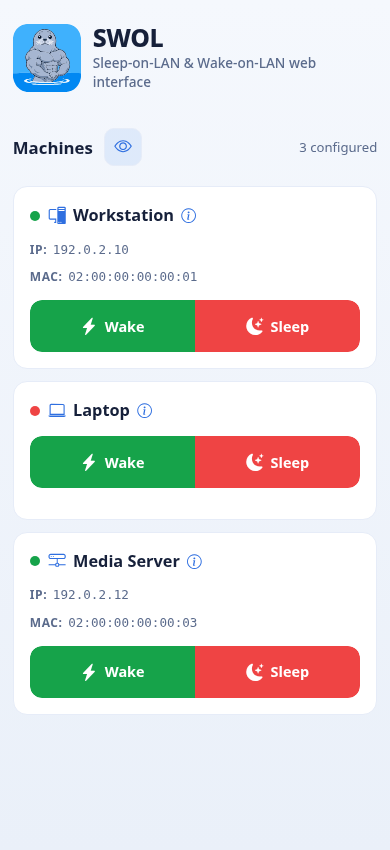 SWOL
Sleep-on-LAN & Wake-on-LAN web
interface
Machines
3 configured
Workstation
IP: 192.0.2.10
MAC: 02:00:00:00:00:01
Wake
Sleep
Laptop
Wake
Sleep
Media Server
IP: 192.0.2.12
MAC: 02:00:00:00:00:03
Wake
Sleep